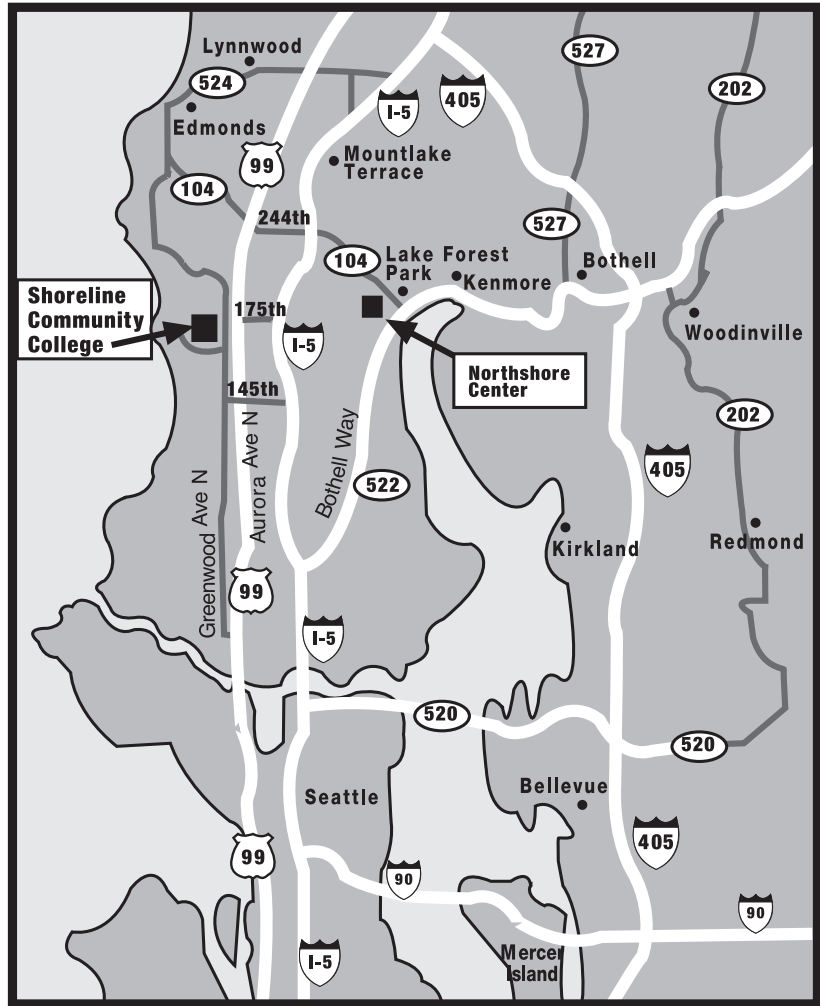 Lynnwood
527
524
202
405
I-5
Edmonds
99
Mountlake
Terrace
104
244th
527
104
Lake Forest
Park
Bothell
Kenmore
Shoreline
Community
College
175th
I-5
Woodinville
Northshore
Center
145th
202
Bothell Way
Aurora Ave N
405
522
Greenwood Ave N
Kirkland
Redmond
99
I-5
520
520
Seattle
Bellevue
405
99
90
90
Mercer
Island
I-5